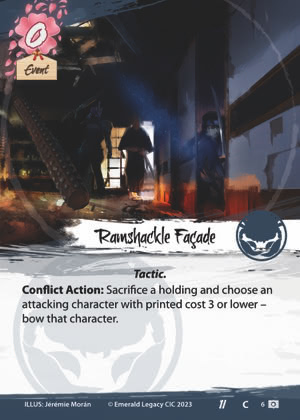 0
Event
Ramshackle Façade
Tactic.
Conflict Action: Sacrifice a holding and choose an
attacking character with printed cost 3 or lower –
bow that character.
ILLUS: Jérémie Morán © Emerald Legacy CIC 2023 C 6